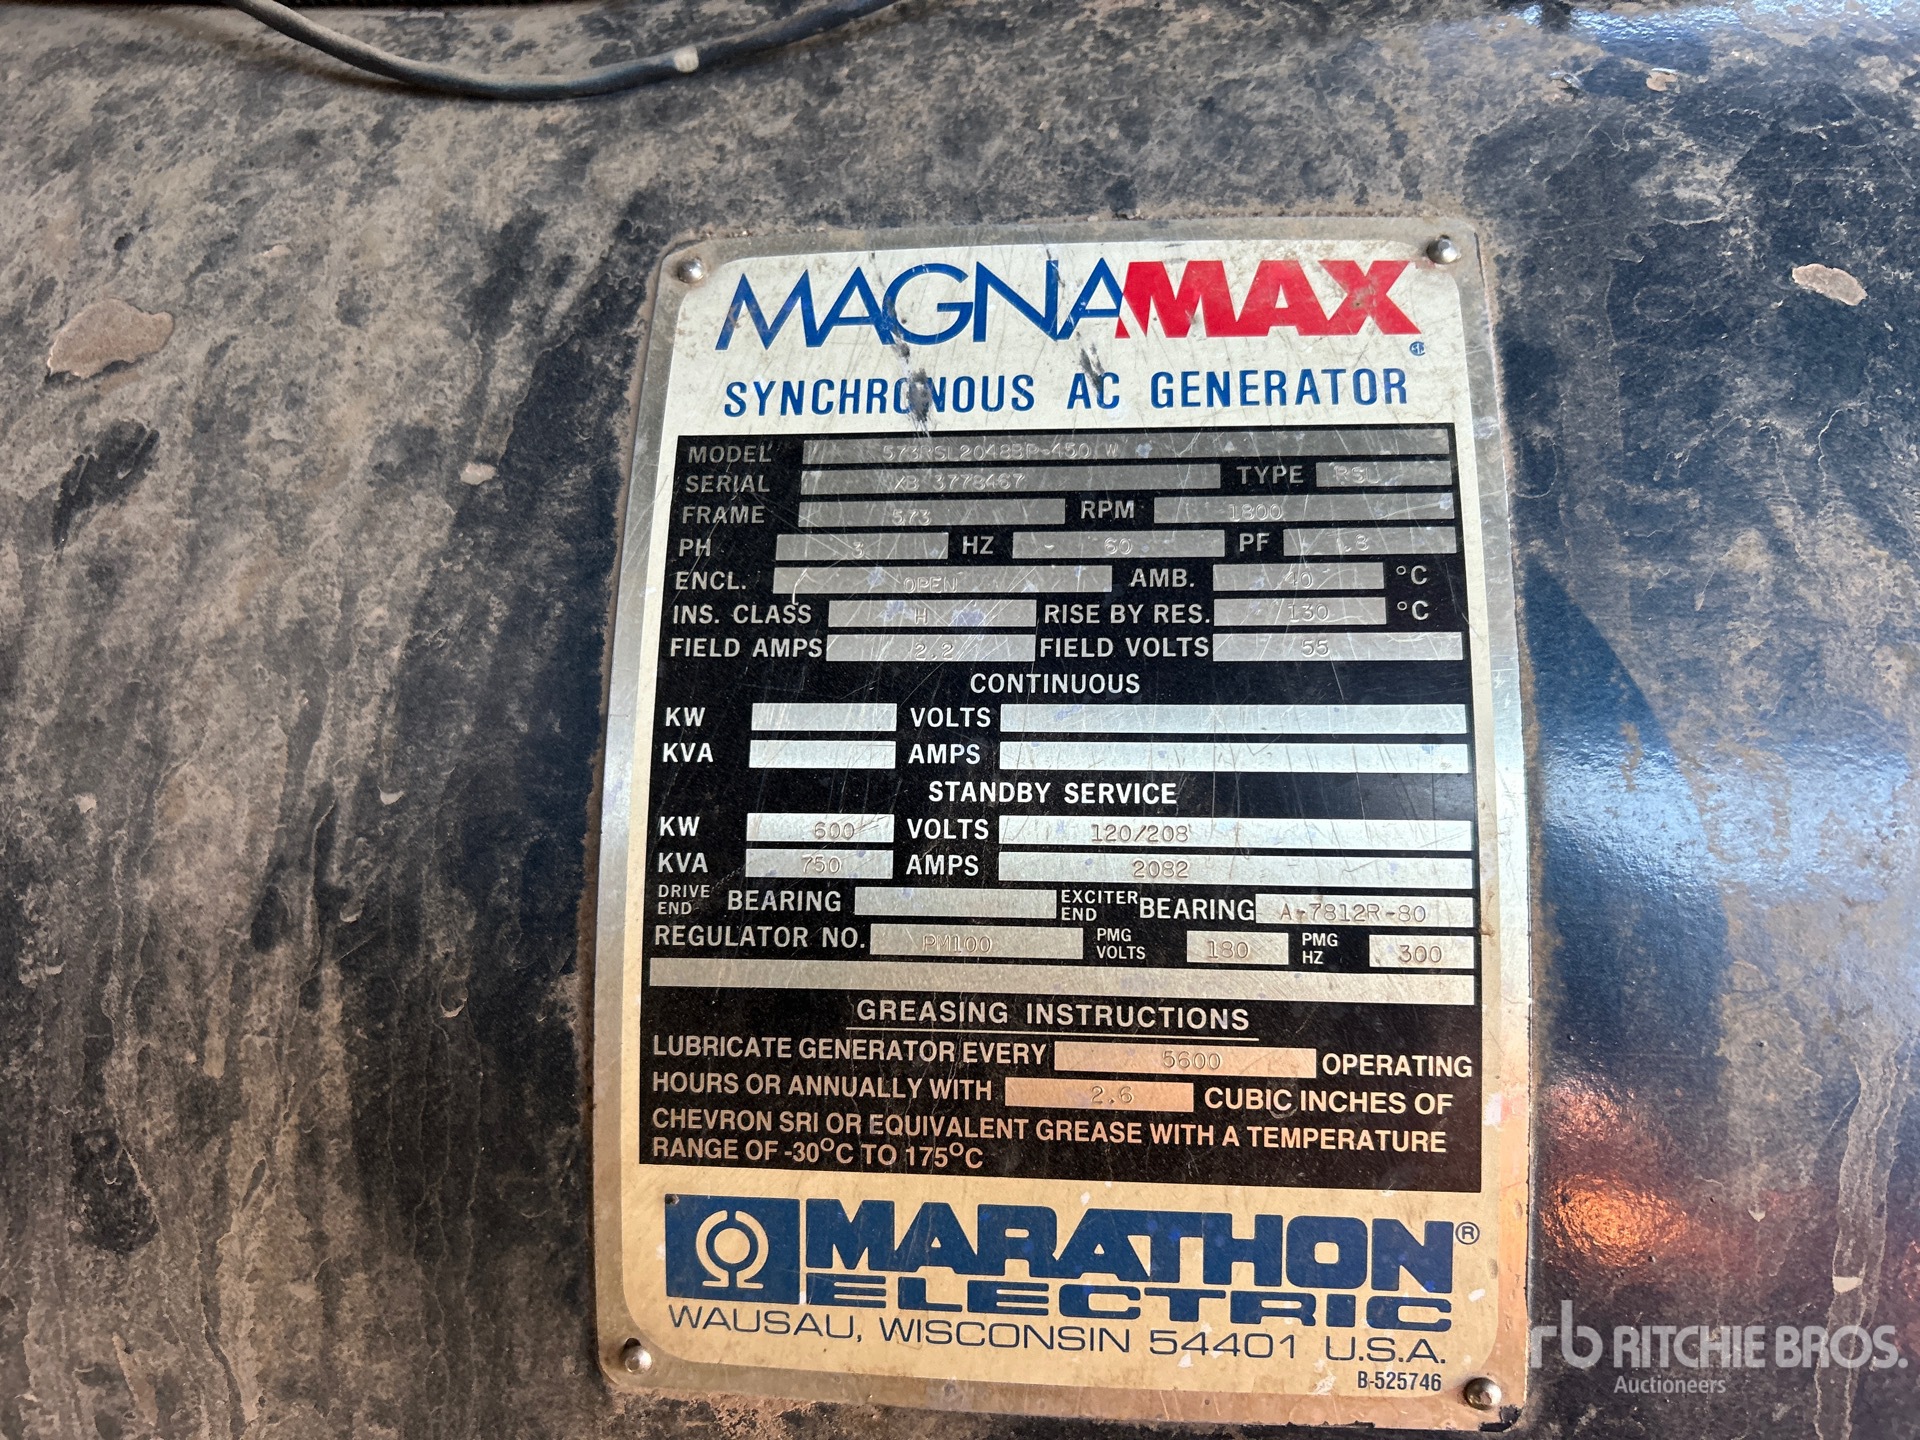 MAGNAMAX
SYNCHRONOUS AC GENERATOR
MODEL
SERIAL XB 3778467 TYPE RSL
FRAME 573 RPM 1800
PH 3 HZ 60 PF .8
ENCL. OPEN AMB. 40 °C
INS. CLASS H RISE BY RES. 130 °C
FIELD AMPS 2.2 FIELD VOLTS 55
CONTINUOUS
KW VOLTS
KVA AMPS
STANDBY SERVICE
KW 600 VOLTS 120/208
KVA 750 AMPS 2082
DRIVE END BEARING EXCITER END BEARING A-7812R-80
REGULATOR NO. PM100 PMG VOLTS 180 PMG HZ 300
GREASING INSTRUCTIONS
LUBRICATE GENERATOR EVERY 5600 OPERATING
HOURS OR ANNUALLY WITH 2.6 CUBIC INCHES OF
CHEVRON SRI OR EQUIVALENT GREASE WITH A TEMPERATURE
RANGE OF -30°C TO 175°C
MARATHON®
ELECTRIC
WAUSAU, WISCONSIN 54401 U.S.A.
B-525746
rb RITCHIE BROS.
Auctioneers